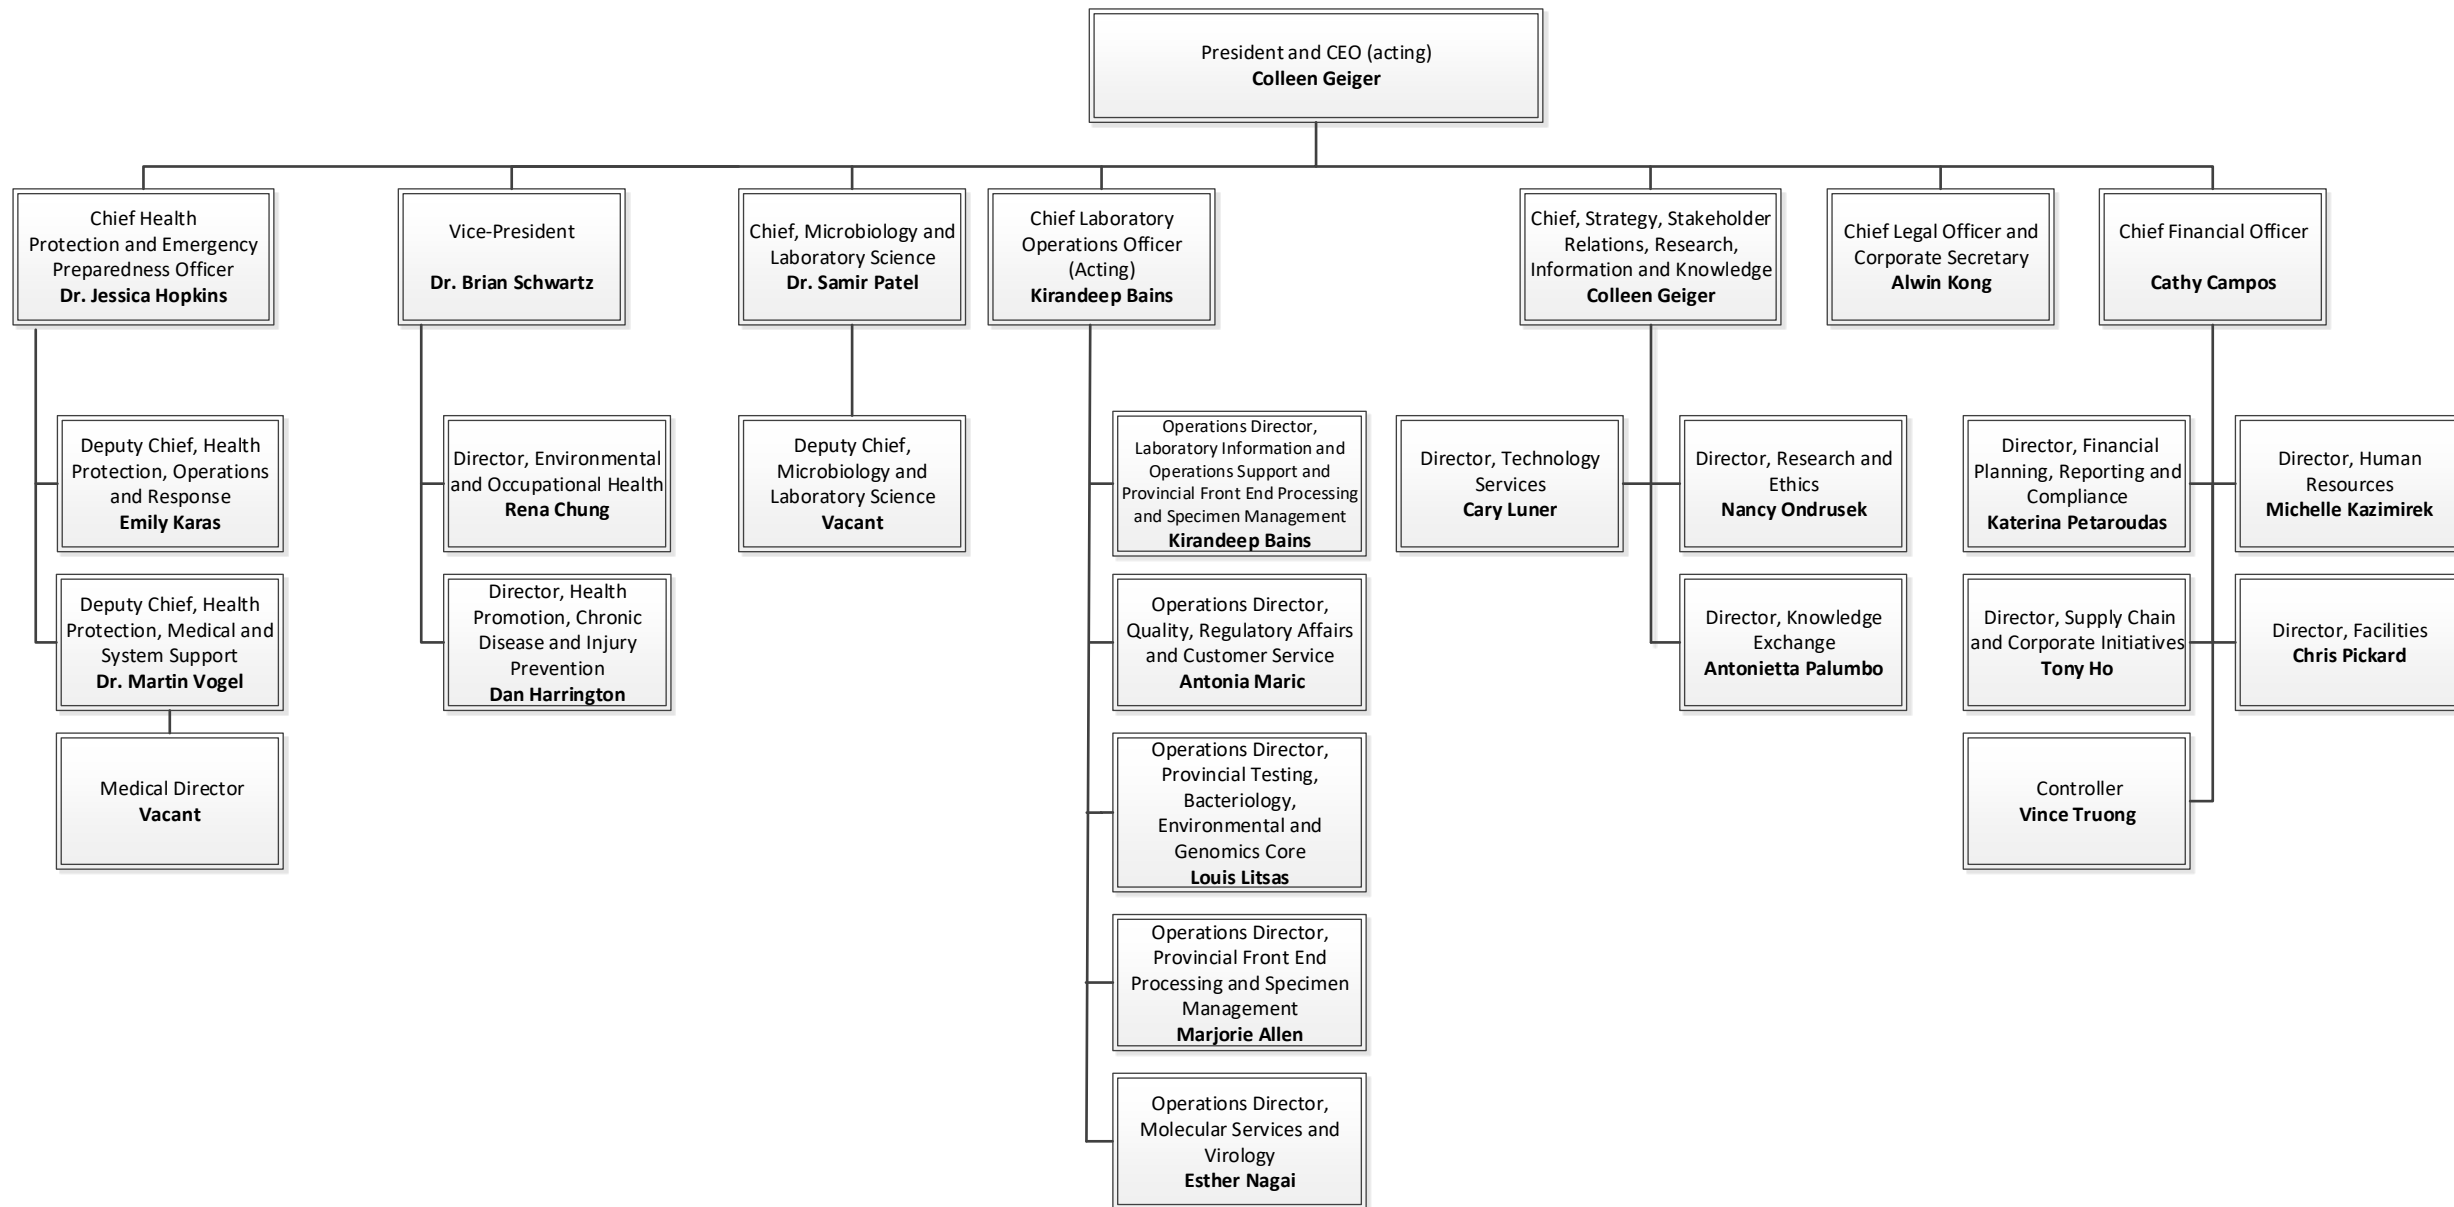 President and CEO (acting)
Colleen Geiger
Chief Health
Protection and Emergency
Preparedness Officer
Dr. Jessica Hopkins
Vice-President
Dr. Brian Schwartz
Chief, Microbiology and
Laboratory Science
Dr. Samir Patel
Chief Laboratory
Operations Officer
(Acting)
Kirandeep Bains
Chief, Strategy, Stakeholder
Relations, Research,
Information and Knowledge
Colleen Geiger
Chief Legal Officer and
Corporate Secretary
Alwin Kong
Chief Financial Officer
Cathy Campos
Deputy Chief, Health
Protection, Operations
and Response
Emily Karas
Deputy Chief, Health
Protection, Medical and
System Support
Dr. Martin Vogel
Medical Director
Vacant
Director, Environmental
and Occupational Health
Rena Chung
Director, Health
Promotion, Chronic
Disease and Injury
Prevention
Dan Harrington
Deputy Chief,
Microbiology and
Laboratory Science
Vacant
Operations Director,
Laboratory Information and
Operations Support and
Provincial Front End Processing
and Specimen Management
Kirandeep Bains
Operations Director,
Quality, Regulatory Affairs
and Customer Service
Antonia Maric
Operations Director,
Provincial Testing,
Bacteriology,
Environmental and
Genomics Core
Louis Litsas
Operations Director,
Provincial Front End
Processing and Specimen
Management
Marjorie Allen
Operations Director,
Molecular Services and
Virology
Esther Nagai
Director, Technology
Services
Cary Luner
Director, Research and
Ethics
Nancy Ondrusek
Director, Knowledge
Exchange
Antonietta Palumbo
Director, Financial
Planning, Reporting and
Compliance
Katerina Petaroudas
Director, Human
Resources
Michelle Kazimirek
Director, Supply Chain
and Corporate Initiatives
Tony Ho
Director, Facilities
Chris Pickard
Controller
Vince Truong